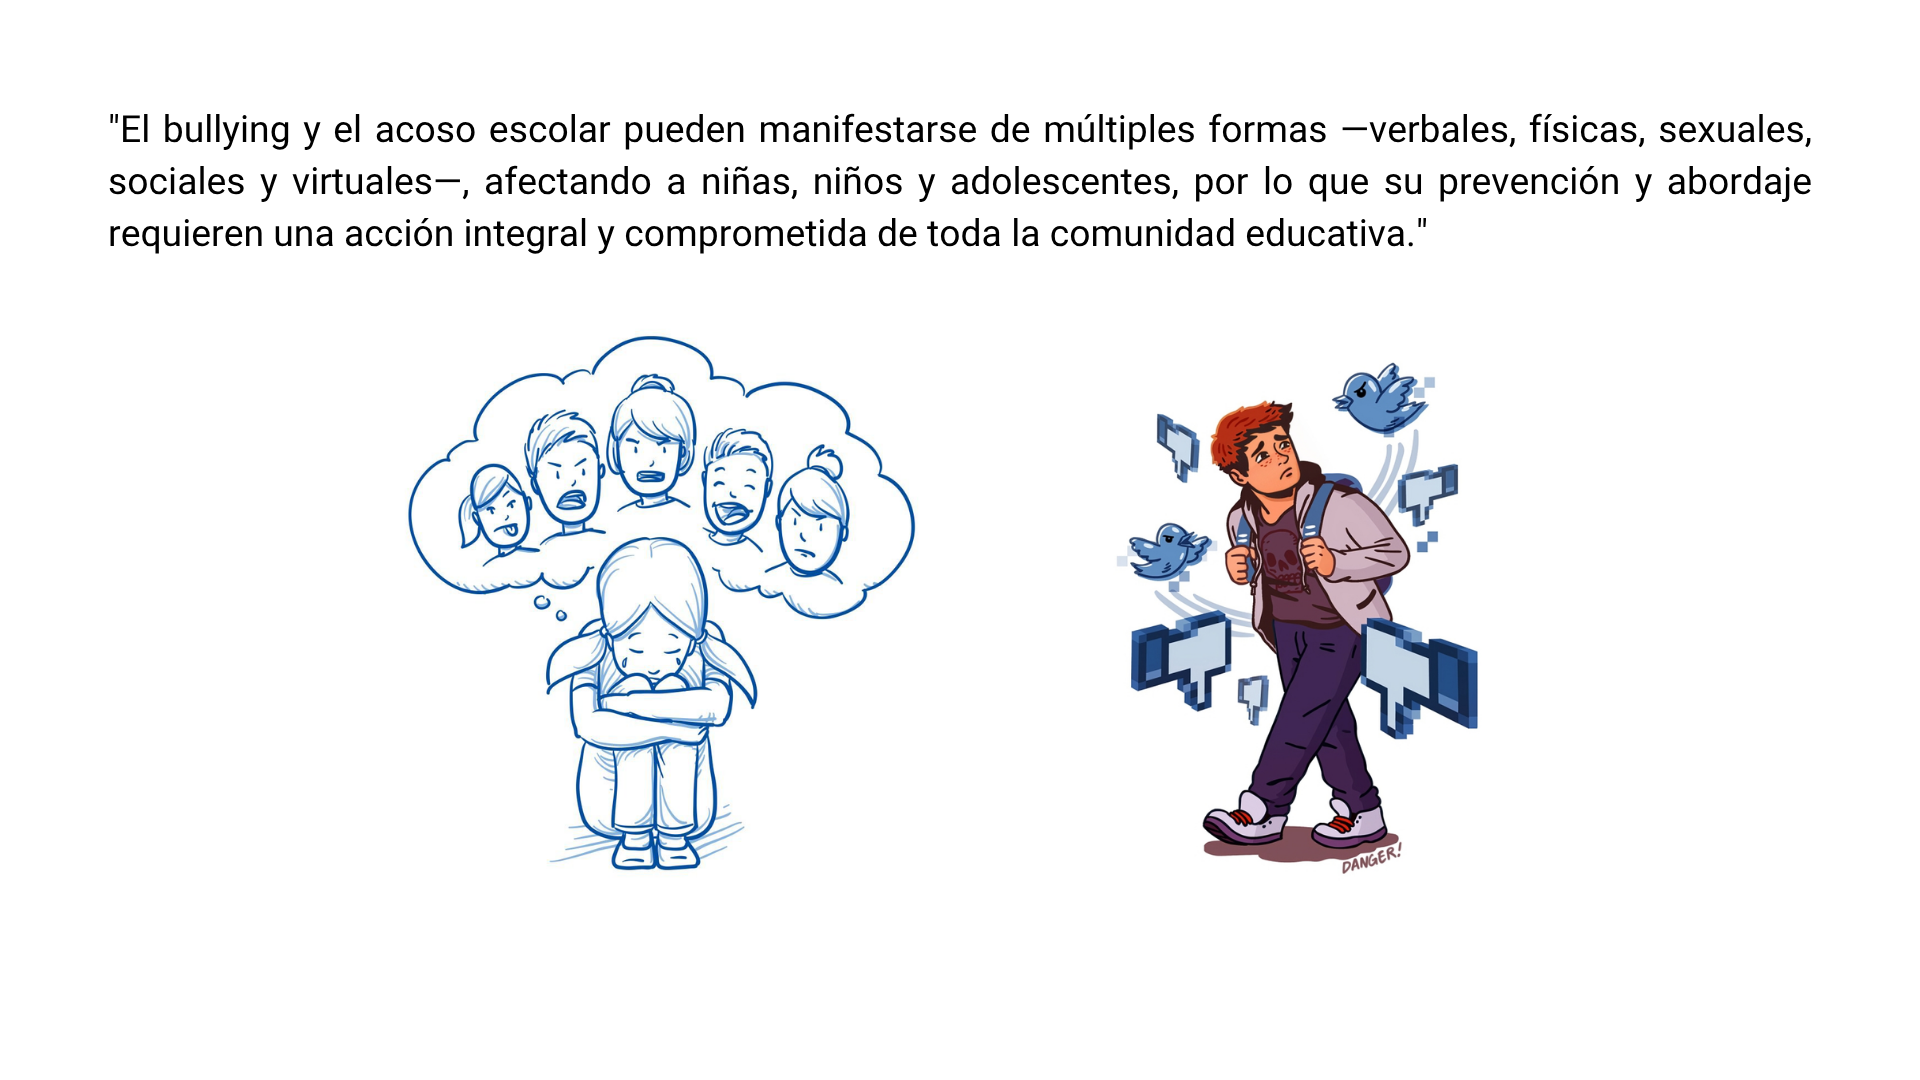 "El bullying y el acoso escolar pueden manifestarse de múltiples formas —verbales, físicas, sexuales,
sociales y virtuales—, afectando a niñas, niños y adolescentes, por lo que su prevención y abordaje
requieren una acción integral y comprometida de toda la comunidad educativa."
DANGER!